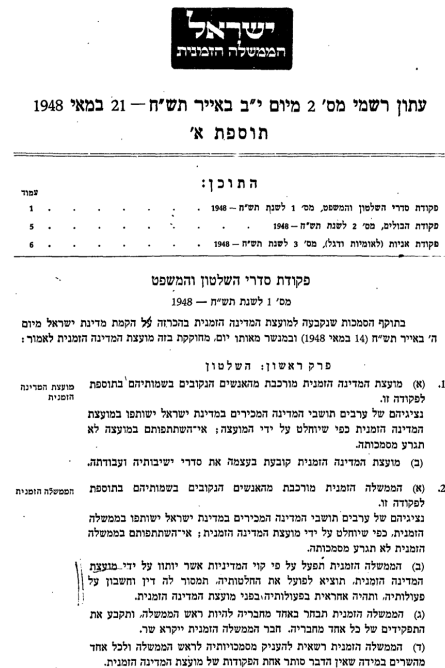 ישראל
הממשלה הזמנית
עתון רשמי מס' 2 מיום י"ב באייר תש"ח — 21 במאי 1948
תוספת א'
התוכן:
עמוד
פקודת סדרי השלטון והמשפט, מס' 1 לשנת תש"ח — 1948 . . . . . . 1
פקודת הבולים, מס' 2 לשנת תש"ח — 1948 . . . . . . 5
פקודת אניות (לאומיות ודגל), מס' 3 לשנת תש"ח — 1948 . . . . . . 6
פקודת סדרי השלטון והמשפט
מס' 1 לשנת תש"ח — 1948
בתוקף הסמכות שנקבעה למועצת המדינה הזמנית בהכרזה על הקמת מדינת ישראל מיום
ה' באייר תש"ח (14 במאי 1948) ובמנשר מאותו יום, מחוקקת בזה מועצת המדינה הזמנית לאמור:
פרק ראשון: השלטון
1. (א) מועצת המדינה הזמנית מורכבת מהאנשים הנקובים בשמותיהם בתוספת
מועצת המדינה
הזמנית
לפקודה זו.
נציגיהם של ערבים תושבי המדינה המכירים במדינת ישראל ישותפו במועצת
המדינה הזמנית כפי שיוחלט על ידי המועצה; אי־השתתפותם במועצה לא
תגרע מסמכותה.
(ב) מועצת המדינה הזמנית קובעת בעצמה את סדרי ישיבותיה ועבודתה.
2. (א) הממשלה הזמנית מורכבת מהאנשים הנקובים בשמותיהם בתוספת
הממשלה הזמנית
לפקודה זו.
נציגיהם של ערבים תושבי המדינה המכירים במדינת ישראל ישותפו בממשלה
הזמנית, כפי שיוחלט על ידי מועצת המדינה הזמנית; אי־השתתפותם בממשלה
הזמנית לא תגרע מסמכותה.
(ב) הממשלה הזמנית תפעל על פי קוי המדיניות אשר יותוו על ידי מועצת
המדינה הזמנית, תוציא לפועל את החלטותיה, תמסור לה דין וחשבון על
פעולותיה, ותהיה אחראית בפעולותיה בפני מועצת המדינה הזמנית.
(ג) הממשלה הזמנית תבחר באחד מחבריה להיות ראש הממשלה, ותקבע את
התפקידים של כל אחד מחבריה. חבר הממשלה הזמנית ייקרא שר.
(ד) הממשלה הזמנית רשאית להעניק מסמכויותיה לראש הממשלה ולכל אחד
מהשרים במידה שאין הדבר סותר אחת הפקודות של מועצת המדינה הזמנית.